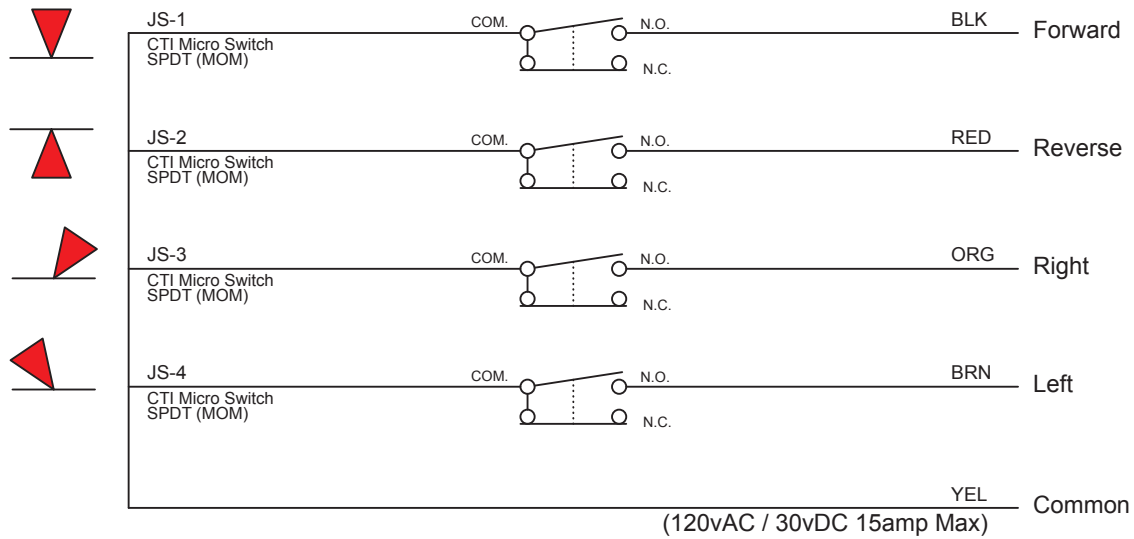 JS-1 COM. N.O. BLK Forward
CTI Micro Switch
SPDT (MOM)
N.C.
JS-2 COM. N.O. RED Reverse
CTI Micro Switch
SPDT (MOM)
N.C.
JS-3 COM. N.O. ORG Right
CTI Micro Switch
SPDT (MOM)
N.C.
JS-4 COM. N.O. BRN Left
CTI Micro Switch
SPDT (MOM)
N.C.
YEL Common
(120vAC / 30vDC 15amp Max)